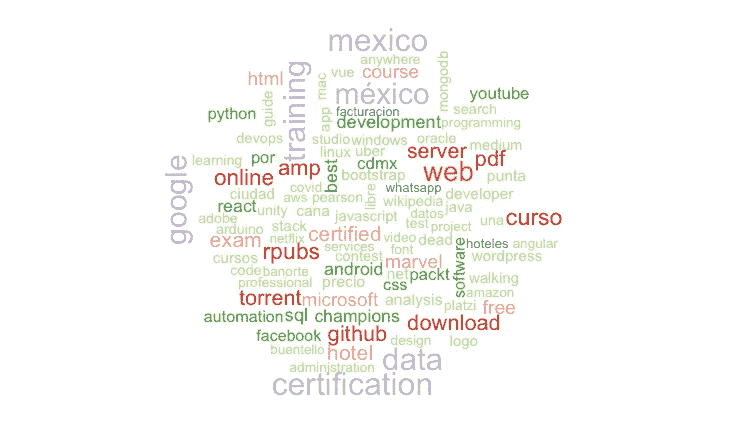 mexico
anywhere
html
vue
course
mac
mongodb
training
méxico
youtube
guide
python
app
facturacion
search
development
programming
devops
studio
windows
oracle
medium
linux
uber
server
pdf
learning
por
amp
best
cdmx
web
google
online
bootstrap
punta
covid
whatsapp
ciudad
aws
pearson
libre
wikipedia
developer
react
unity
cana
javascript
datos
java
una
curso
adobe
arduino
stack
test
project
exam
certified
video
dead
netflix
services
hoteles
angular
rpubs
font
software
cursos
contest
marvel
wordpress
code
banorte
android
net
packt
walking
professional
precio
css
amazon
torrent
microsoft
analysis
platzi
free
automation
sql
champions
download
facebook
github
design
logo
buentello
hotel
data
adminjstration
certification